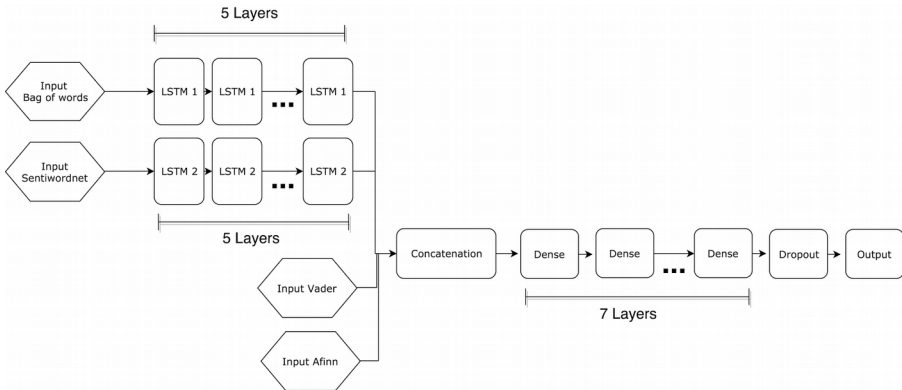 5 Layers
Input
Bag of words
LSTM 1
LSTM 1
...
LSTM 1
Input
Sentiwordnet
LSTM 2
LSTM 2
...
LSTM 2
5 Layers
Input Vader
Input Afinn
Concatenation
Dense
Dense
...
Dense
Dropout
Output
7 Layers